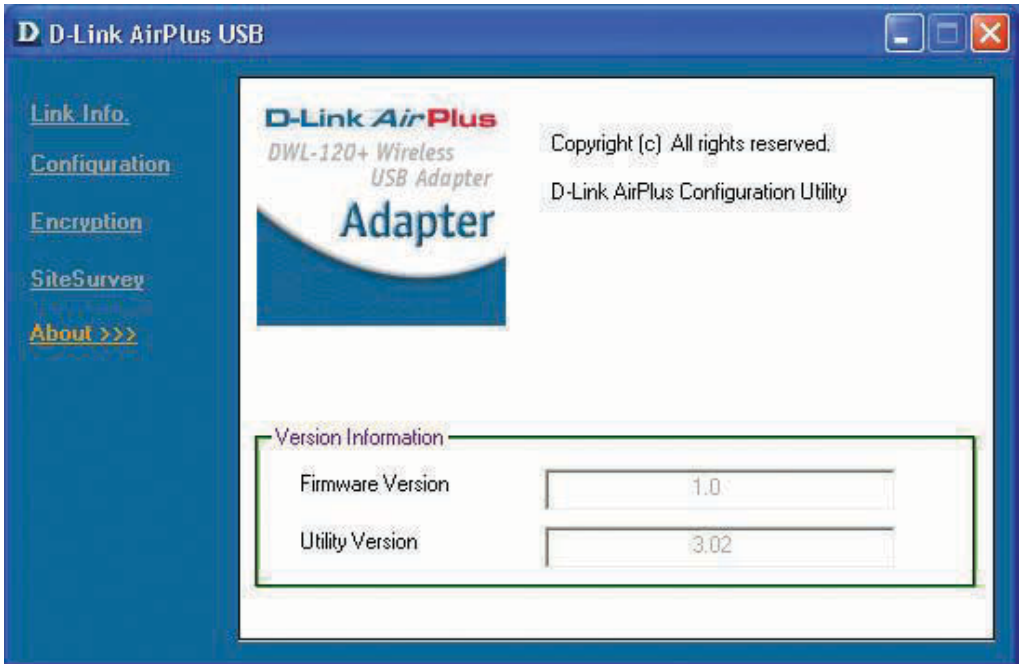 D D-Link AirPlus USB
Link Info.
Configuration
Encryption
SiteSurvey
About >>>
D-Link AirPlus
DWL-120+ Wireless
USB Adapter
Adapter
Copyright (c) All rights reserved.
D-Link AirPlus Configuration Utility
Version Information
Firmware Version 1.0
Utility Version 3.02